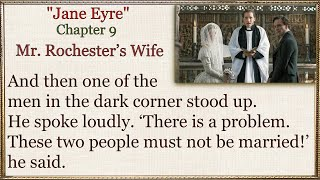 "Jane Eyre"
Chapter 9
Mr. Rochester's Wife
And then one of the
men in the dark corner stood up.
He spoke loudly. ‘There is a problem.
These two people must not be married!’
he said.